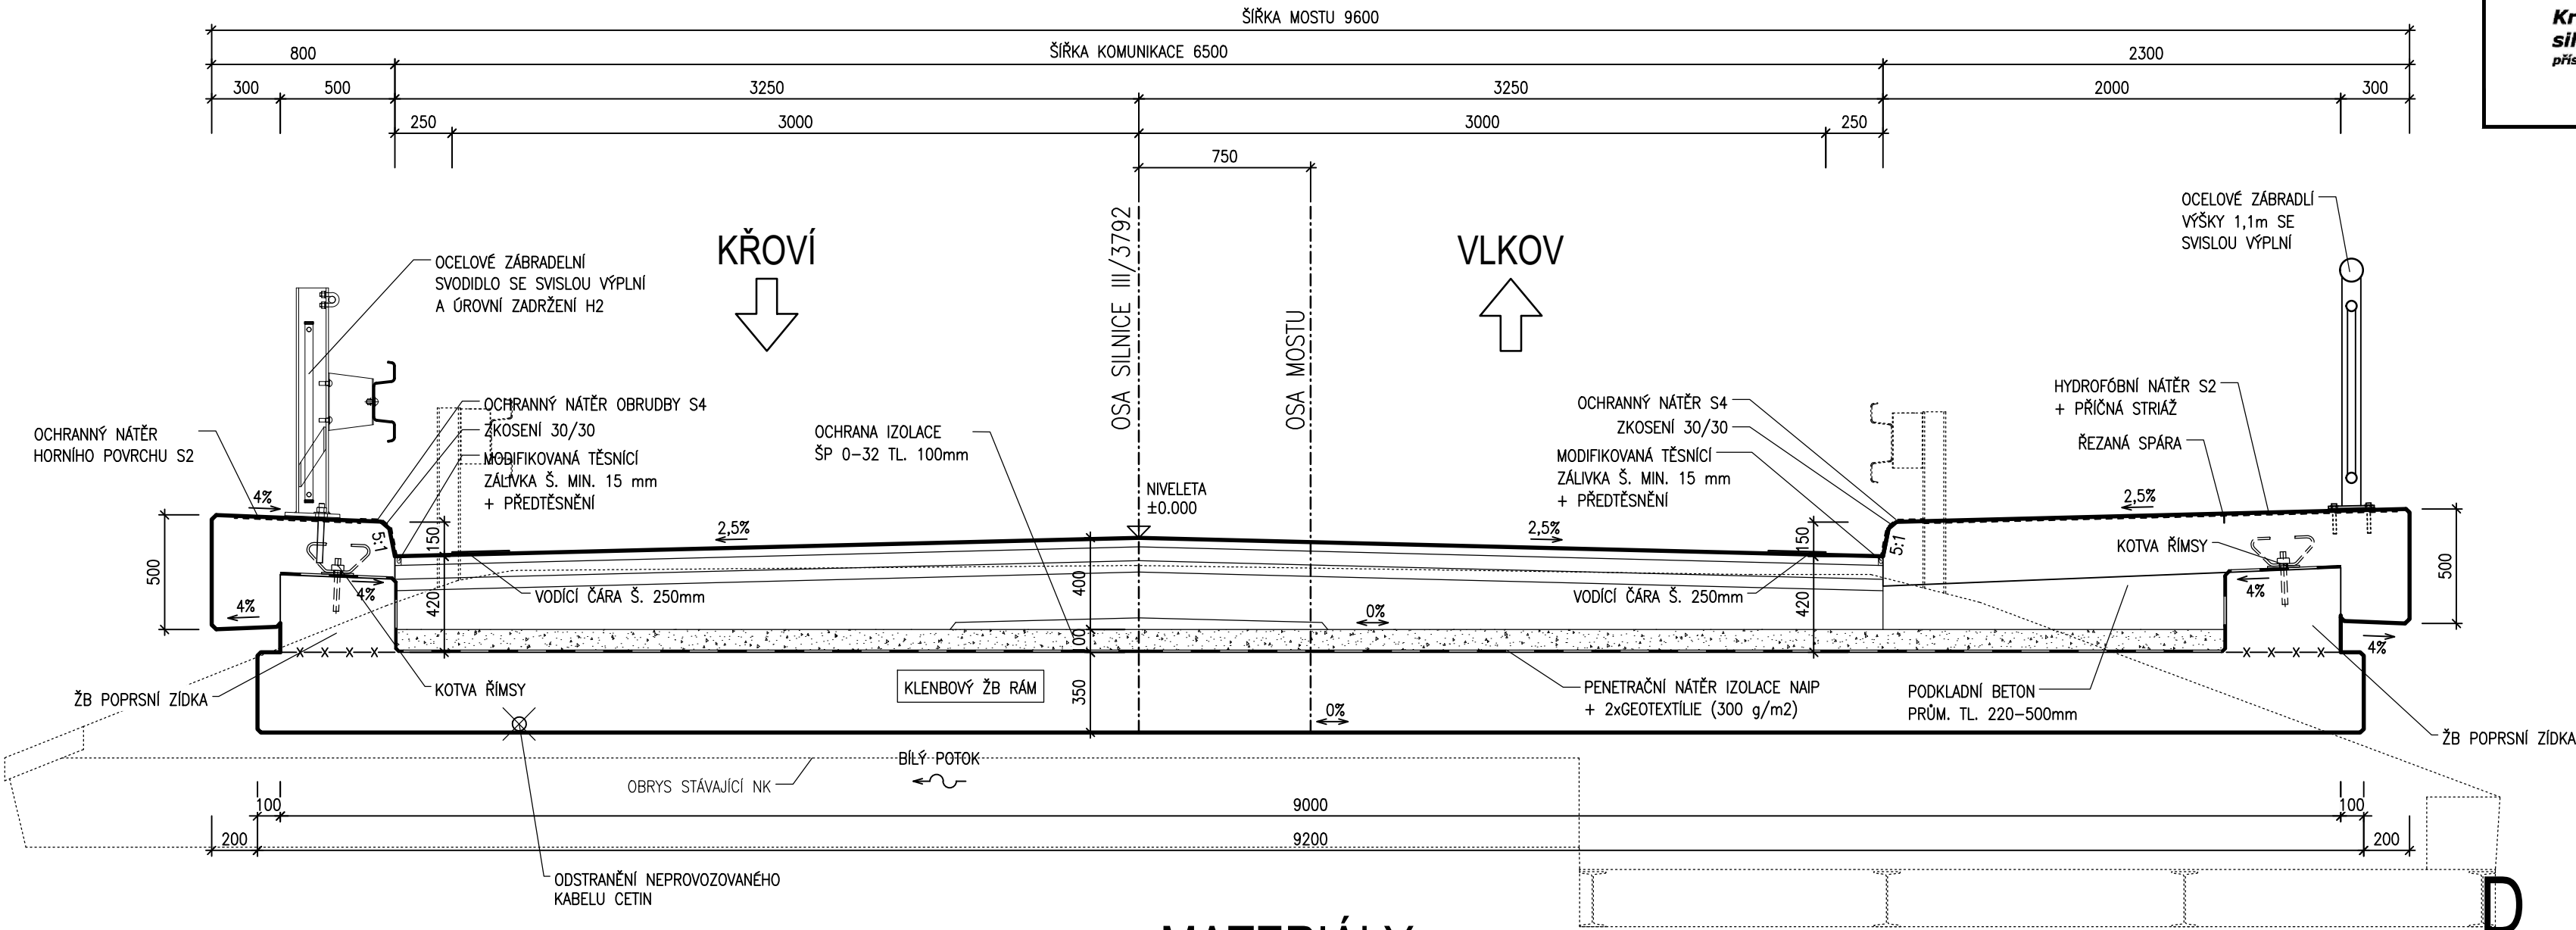 ŠÍŘKA MOSTU 9600
800
ŠÍŘKA KOMUNIKACE 6500
2300
300
500
3250
3250
2000
300
250
3000
3000
250
750
KŘOVÍ
VLKOV
OSA SILNICE III/3792
OSA MOSTU
OCELOVÉ ZÁBRADLÍ
VÝŠKY 1,1m SE
SVISLOU VÝPLNÍ
OCELOVÉ ZÁBRADELNÍ
SVODIDLO SE SVISLOU VÝPLNÍ
A ÚROVNÍ ZADRŽENÍ H2
OCHRANNÝ NÁTĚR
HORNÍHO POVRCHU S2
OCHRANNÝ NÁTĚR OBRUDBY S4
ZKOSENÍ 30/30
MODIFIKOVANÁ TĚSNÍCÍ
ZÁLIVKA Š. MIN. 15 mm
+ PŘEDTĚSNĚNÍ
OCHRANA IZOLACE
ŠP 0-32 TL. 100mm
NIVELETA
±0.000
OCHRANNÝ NÁTĚR S4
ZKOSENÍ 30/30
MODIFIKOVANÁ TĚSNÍCÍ
ZÁLIVKA Š. MIN. 15 mm
+ PŘEDTĚSNĚNÍ
HYDROFÓBNÍ NÁTĚR S2
+ PŘÍČNÁ STRIÁŽ
ŘEZANÁ SPÁRA
4%
5:1
150
2,5%
2,5%
150
5:1
2,5%
KOTVA ŘÍMSY
500
4%
4%
420
VODÍCÍ ČÁRA Š. 250mm
400
0%
VODÍCÍ ČÁRA Š. 250mm
420
4%
500
4%
ŽB POPRSNÍ ZÍDKA
KOTVA ŘÍMSY
KLENBOVÝ ŽB RÁM
350
0%
PENETRAČNÍ NÁTĚR IZOLACE NAIP
+ 2xGEOTEXTÍLIE (300 g/m2)
PODKLADNÍ BETON
PRŮM. TL. 220-500mm
ŽB POPRSNÍ ZÍDKA
OBRYS STÁVAJÍCÍ NK
BÍLÝ POTOK
100
9000
100
200
9200
200
ODSTRANĚNÍ NEPROVOZOVANÉHO
KABELU CETIN
D